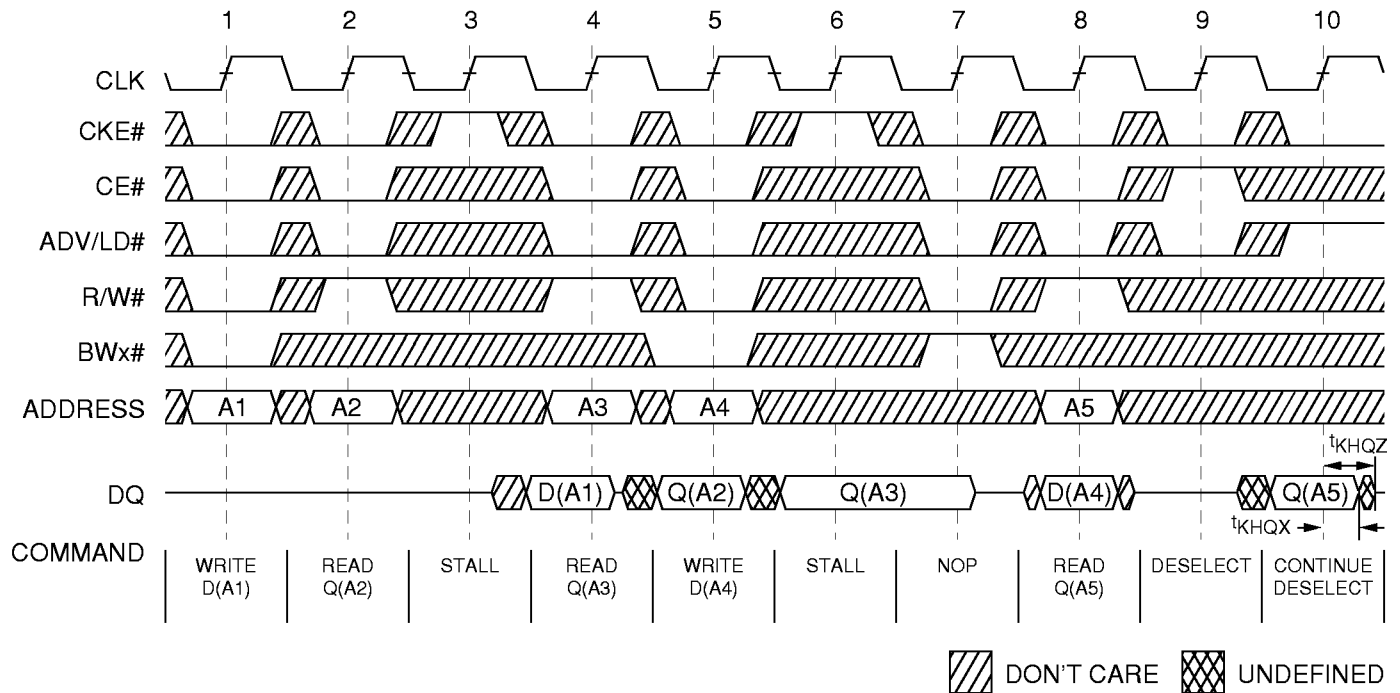 1 2 3 4 5 6 7 8 9 10
CLK
CKE#
CE#
ADV/LD#
R/W#
BWx#
ADDRESS A1 A2 A3 A4 A5
tKHQZ
DQ D(A1) Q(A2) Q(A3) D(A4) Q(A5)
tKHQX
COMMAND
WRITE READ STALL READ WRITE STALL NOP READ DESELECT CONTINUE
D(A1) Q(A2) Q(A3) D(A4) Q(A5) DESELECT
DON'T CARE UNDEFINED